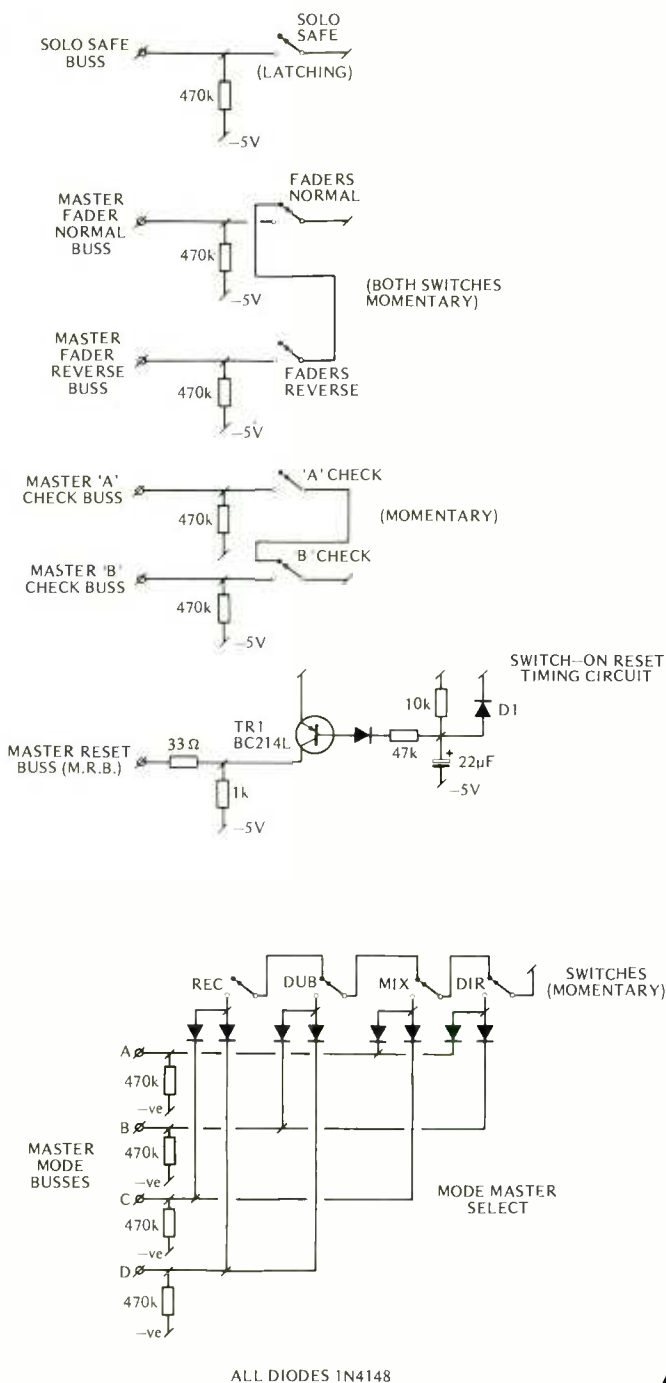 SOLO SAFE
BUSS
SOLO
SAFE
(LATCHING)
470k
−5V
MASTER
FADER
NORMAL
BUSS
FADERS
NORMAL
470k
−5V
(BOTH SWITCHES
MOMENTARY)
MASTER
FADER
REVERSE
BUSS
FADERS
REVERSE
470k
−5V
MASTER 'A'
CHECK BUSS
'A' CHECK
470k
(MOMENTARY)
MASTER 'B'
CHECK BUSS
'B' CHECK
470k
−5V
SWITCH–ON RESET
TIMING CIRCUIT
10k
D1
TR1
BC214L
47k
+
22µF
−5V
MASTER RESET
BUSS (M.R.B.)
33Ω
1k
−5V
REC
DUB
MIX
DIR
SWITCHES
(MOMENTARY)
A
470k
−ve
B
470k
−ve
MASTER
MODE
BUSSES
C
470k
−ve
MODE MASTER
SELECT
D
470k
−ve
ALL DIODES 1N4148